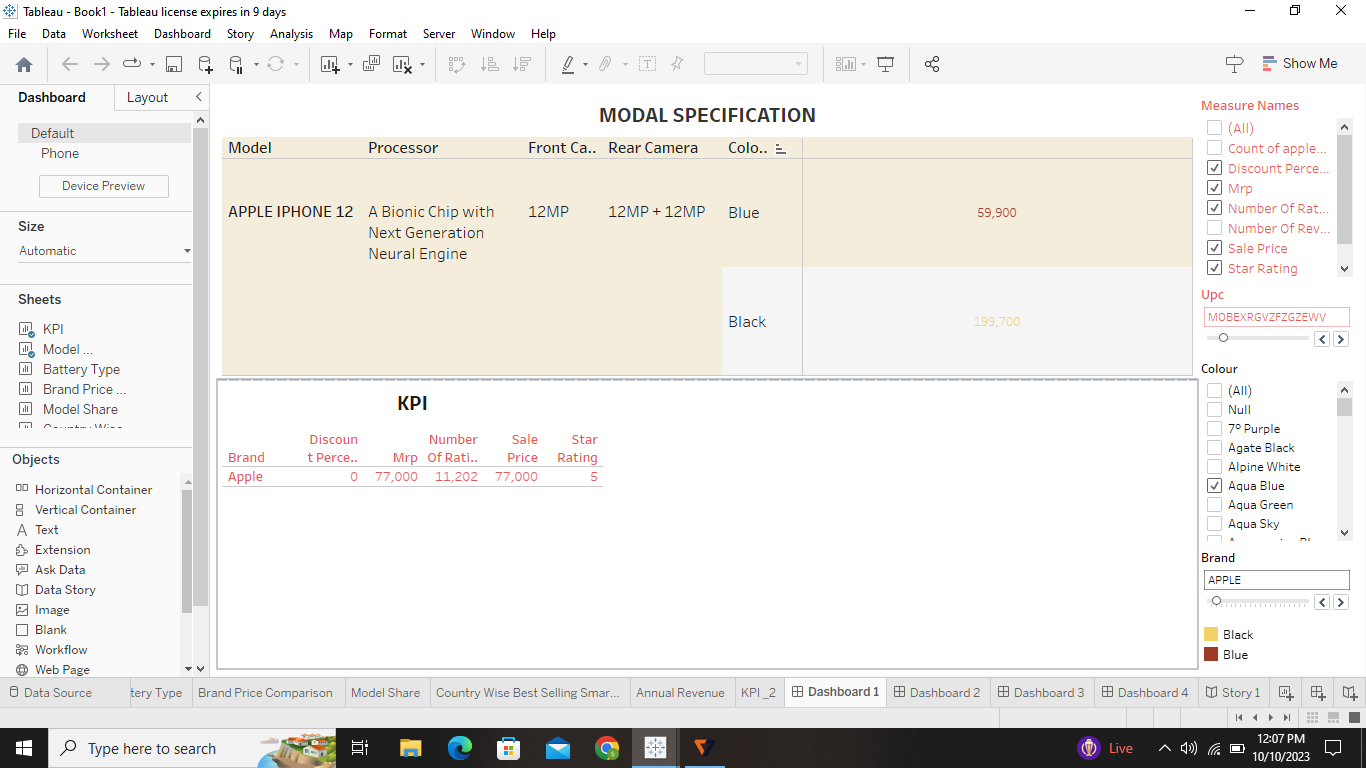 Tableau - Book1 - Tableau license expires in 9 days
File Data Worksheet Dashboard Story Analysis Map Format Server Window Help
Show Me
Dashboard Layout
Default
Phone
Device Preview
Size
Automatic
Sheets
KPI
Model ...
Battery Type
Brand Price ...
Model Share
Objects
Horizontal Container
Vertical Container
Text
Extension
Ask Data
Data Story
Image
Blank
Workflow
Web Page
MODAL SPECIFICATION
Model Processor Front Ca.. Rear Camera Colo..
APPLE IPHONE 12 A Bionic Chip with 12MP 12MP + 12MP Blue 59,900
Next Generation
Neural Engine
Black 199,700
KPI
Discoun Number Sale Star
Brand t Perce.. Mrp Of Rati.. Price Rating
Apple 0 77,000 11,202 77,000 5
Measure Names
(All)
Count of apple...
Discount Perce...
Mrp
Number Of Rat...
Number Of Rev...
Sale Price
Star Rating
Upc
MOBEXRGVZFZGZEWV
Colour
(All)
Null
7° Purple
Agate Black
Alpine White
Aqua Blue
Aqua Green
Aqua Sky
Brand
APPLE
Black
Blue
Data Source tery Type Brand Price Comparison Model Share Country Wise Best Selling Smar... Annual Revenue KPI _2 Dashboard 1 Dashboard 2 Dashboard 3 Dashboard 4 Story 1
Type here to search
Live
12:07 PM
10/10/2023